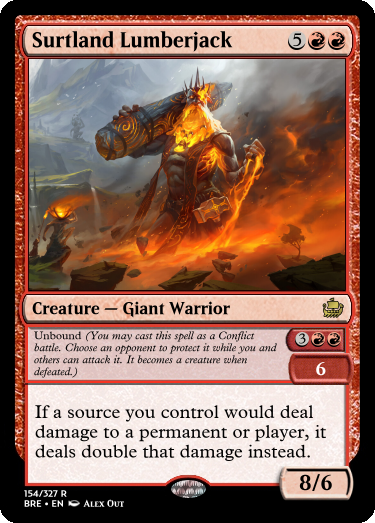 Surtland Lumberjack 5
Creature — Giant Warrior
Unbound (You may cast this spell as a Conflict 3
battle. Choose an opponent to protect it while you and
others can attack it. It becomes a creature when
defeated.)
6
If a source you control would deal
damage to a permanent or player, it
deals double that damage instead.
8/6
154/327 R
BRE • EN Alex Out